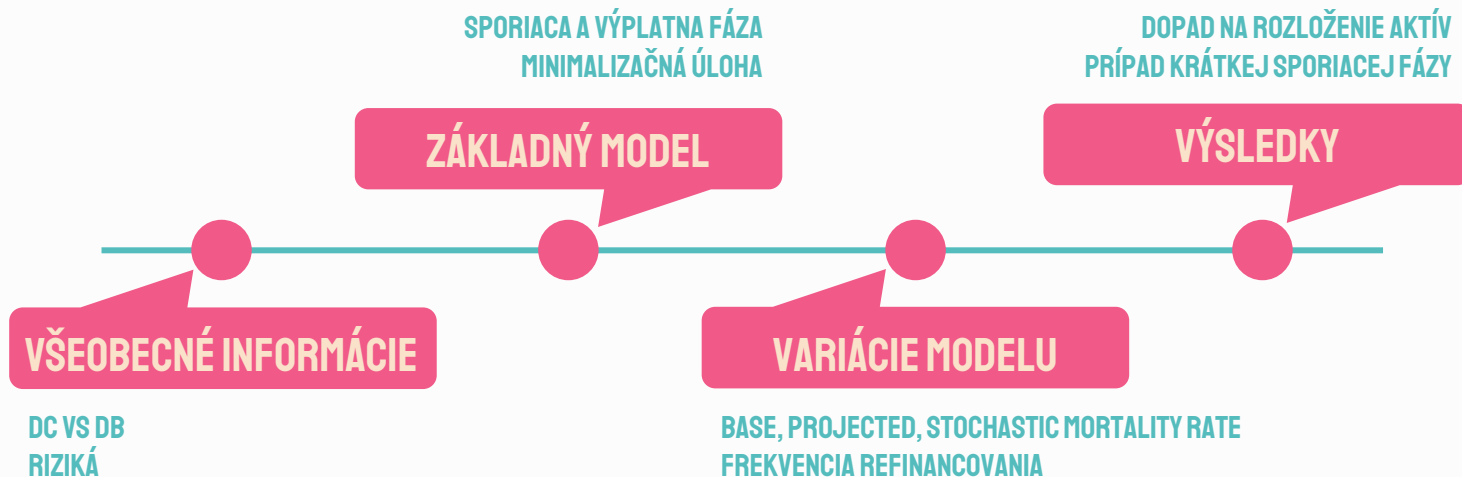 SPORIACA A VÝPLATNA FÁZA
MINIMALIZAČNÁ ÚLOHA
DOPAD NA ROZLOŽENIE AKTÍV
PRÍPAD KRÁTKEJ SPORIACEJ FÁZY
ZÁKLADNÝ MODEL
VÝSLEDKY
VŠEOBECNÉ INFORMÁCIE
VARIÁCIE MODELU
DC VS DB
RIZIKÁ
BASE, PROJECTED, STOCHASTIC MORTALITY RATE
FREKVENCIA REFINANCOVANIA